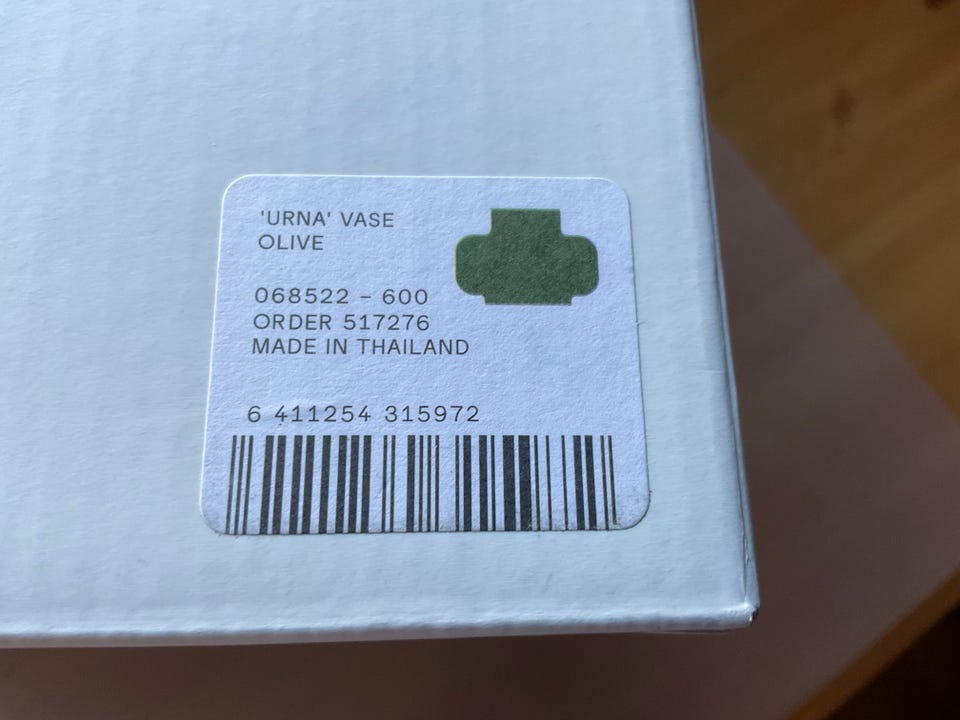 'URNA' VASE
OLIVE
068522 – 600
ORDER 517276
MADE IN THAILAND
6 411254 315972